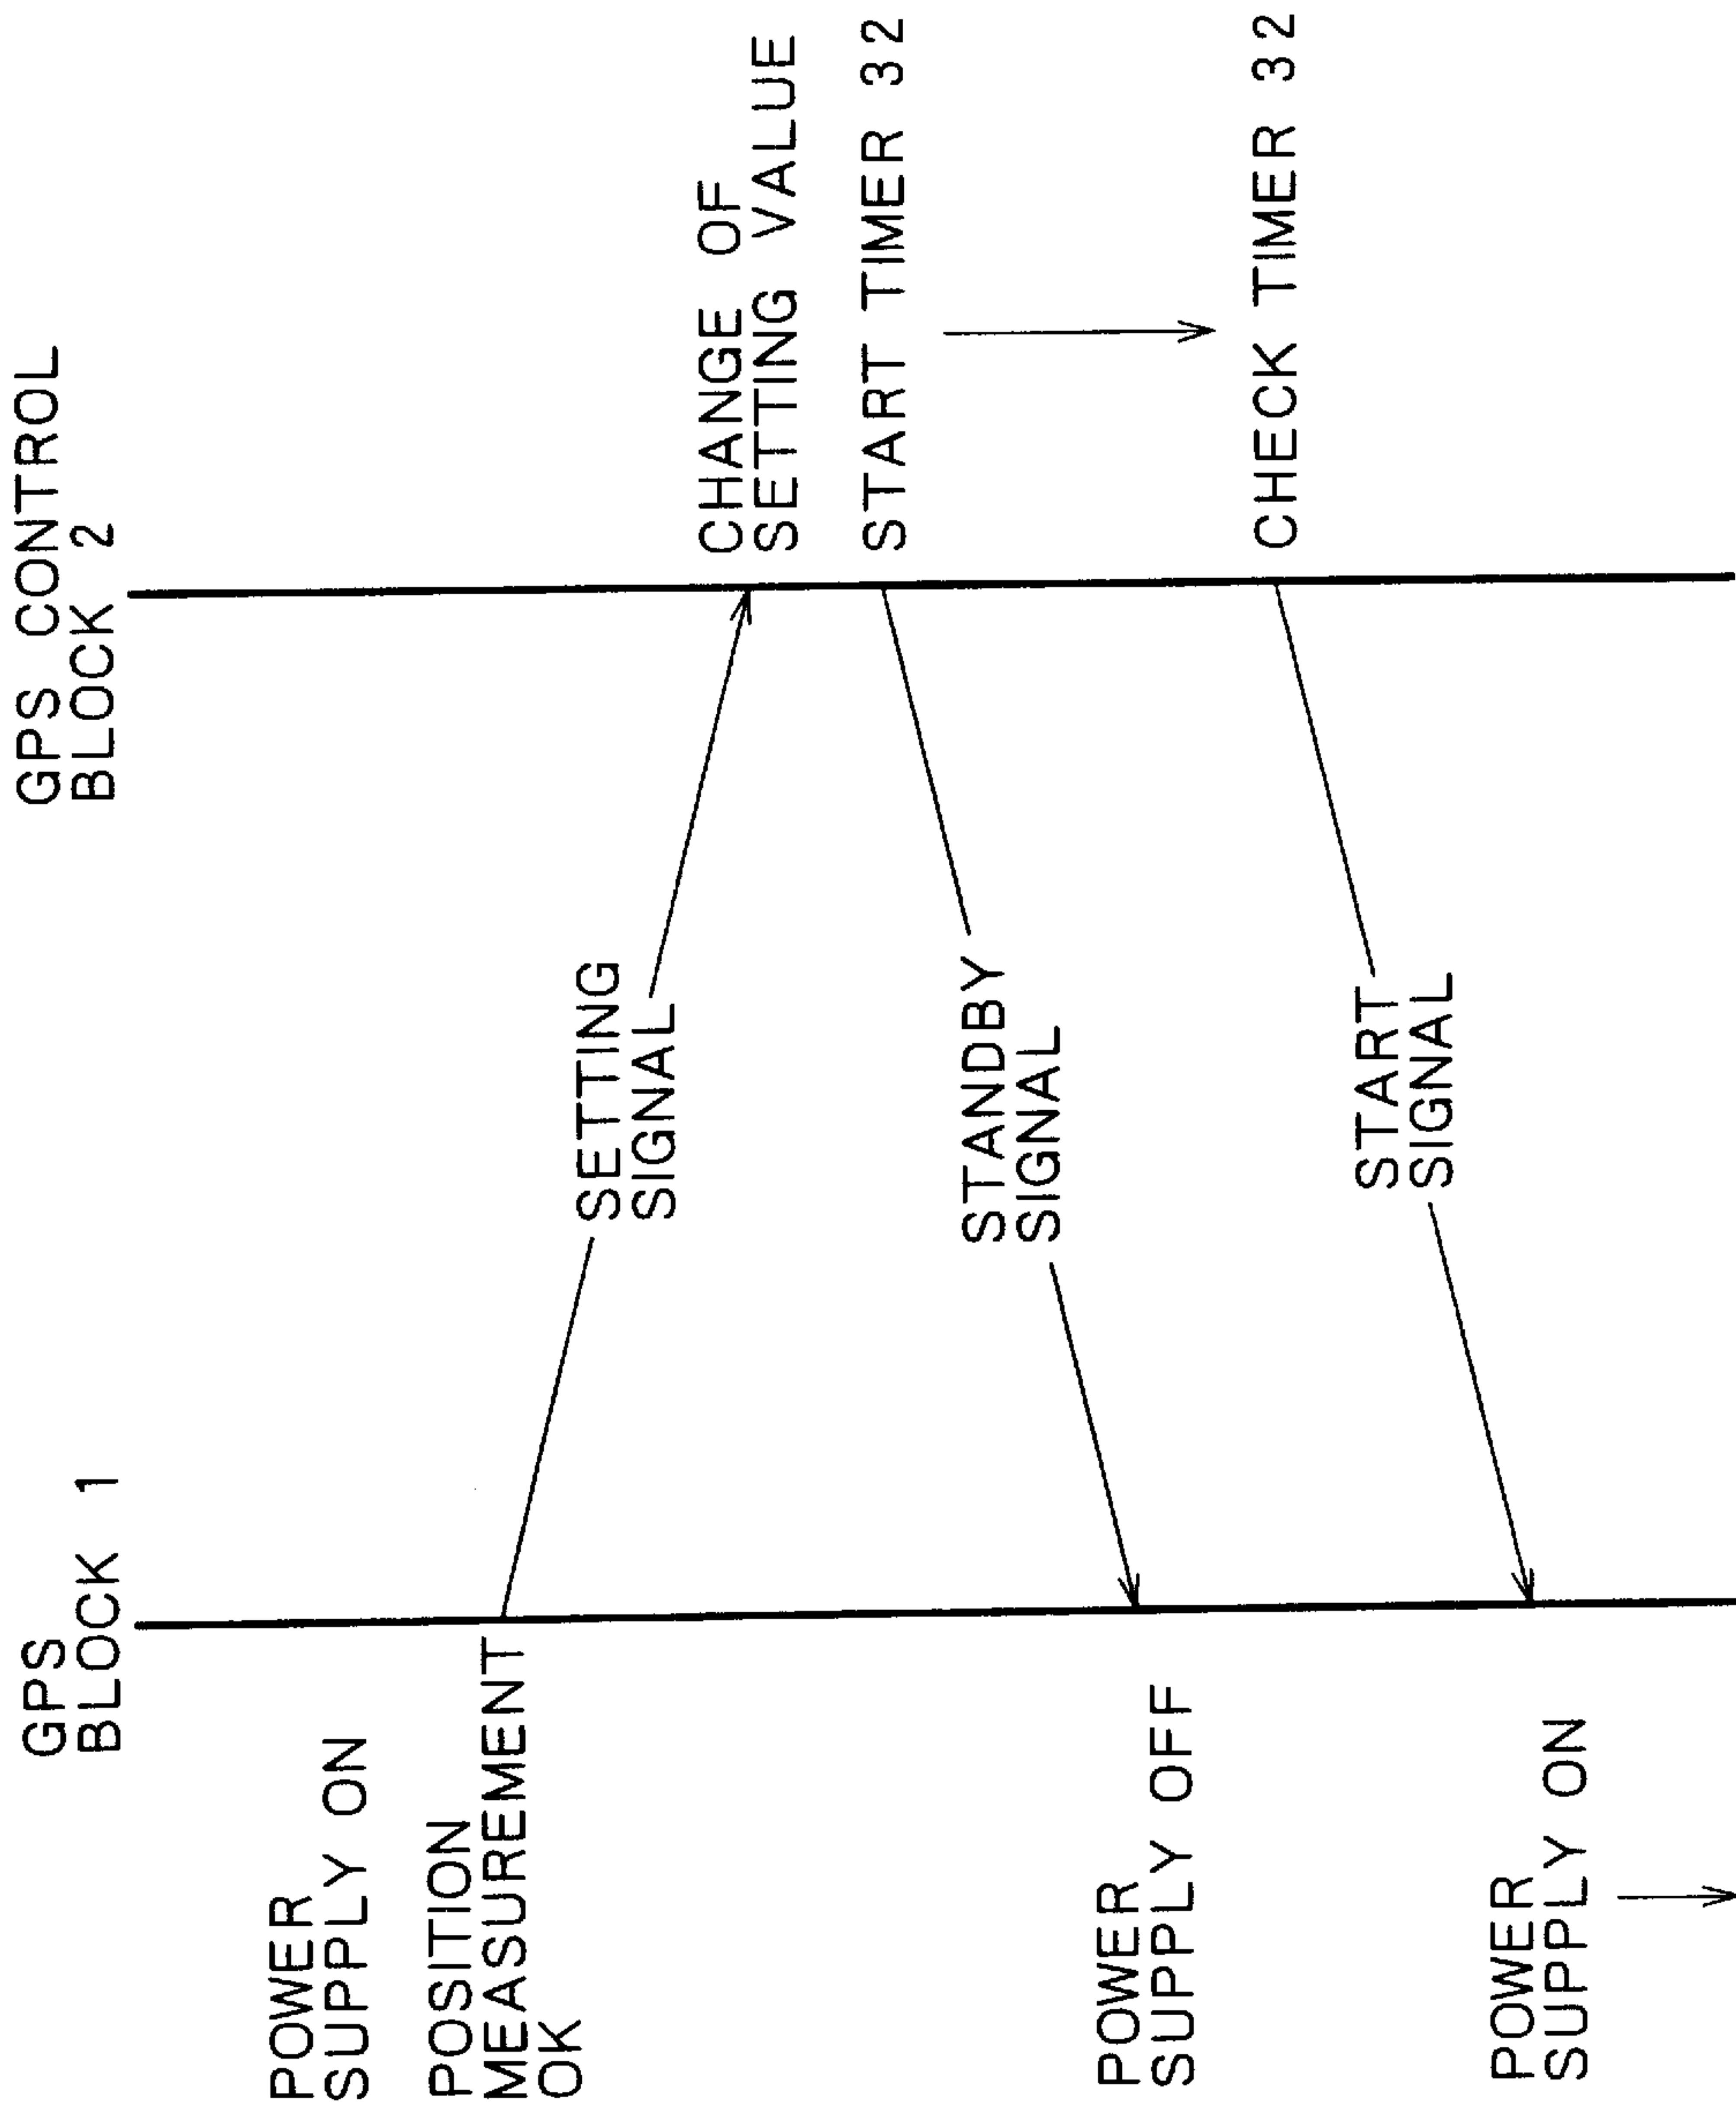 GPS
BLOCK 1
GPS CONTROL
BLOCK 2
POWER
SUPPLY ON
POSITION
MEASUREMENT
OK
SETTING
SIGNAL
CHANGE OF
SETTING VALUE
START TIMER 32
STANDBY
SIGNAL
POWER
SUPPLY OFF
CHECK TIMER 32
START
SIGNAL
POWER
SUPPLY ON